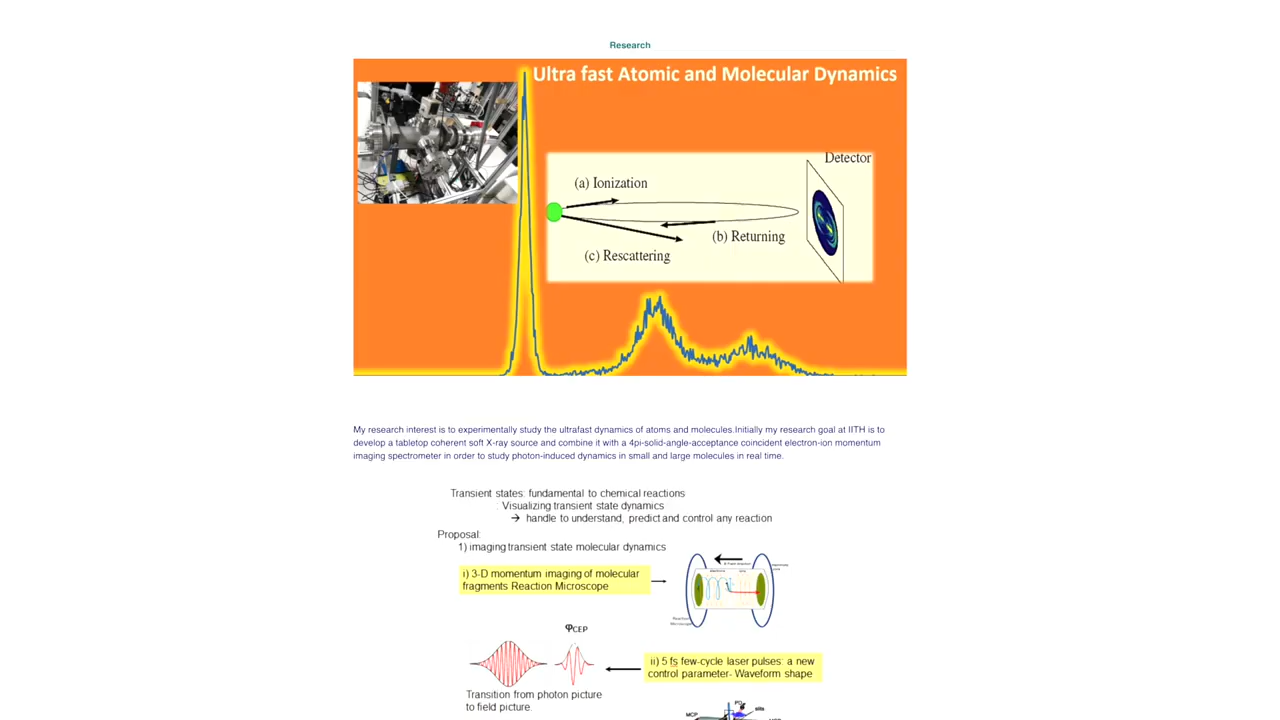 Research
Ultra fast Atomic and Molecular Dynamics
Detector
(a) Ionization
(b) Returning
(c) Rescattering
My research interest is to experimentally study the ultrafast dynamics of atoms and molecules.Initially my research goal at IITH is to
develop a tabletop coherent soft X-ray source and combine it with a 4pi-solid-angle-acceptance coincident electron-ion momentum
imaging spectrometer in order to study photon-induced dynamics in small and large molecules in real time.
Transient states: fundamental to chemical reactions
: Visualizing transient state dynamics
→ handle to understand, predict and control any reaction
Proposal:
1) imaging transient state molecular dynamics
i) 3-D momentum imaging of molecular
fragments Reaction Microscope
Reaction
Microscope
φCEP
ii) 5 fs few-cycle laser pulses: a new
control parameter- Waveform shape
Transition from photon picture
to field picture.
PD
slits
MCP